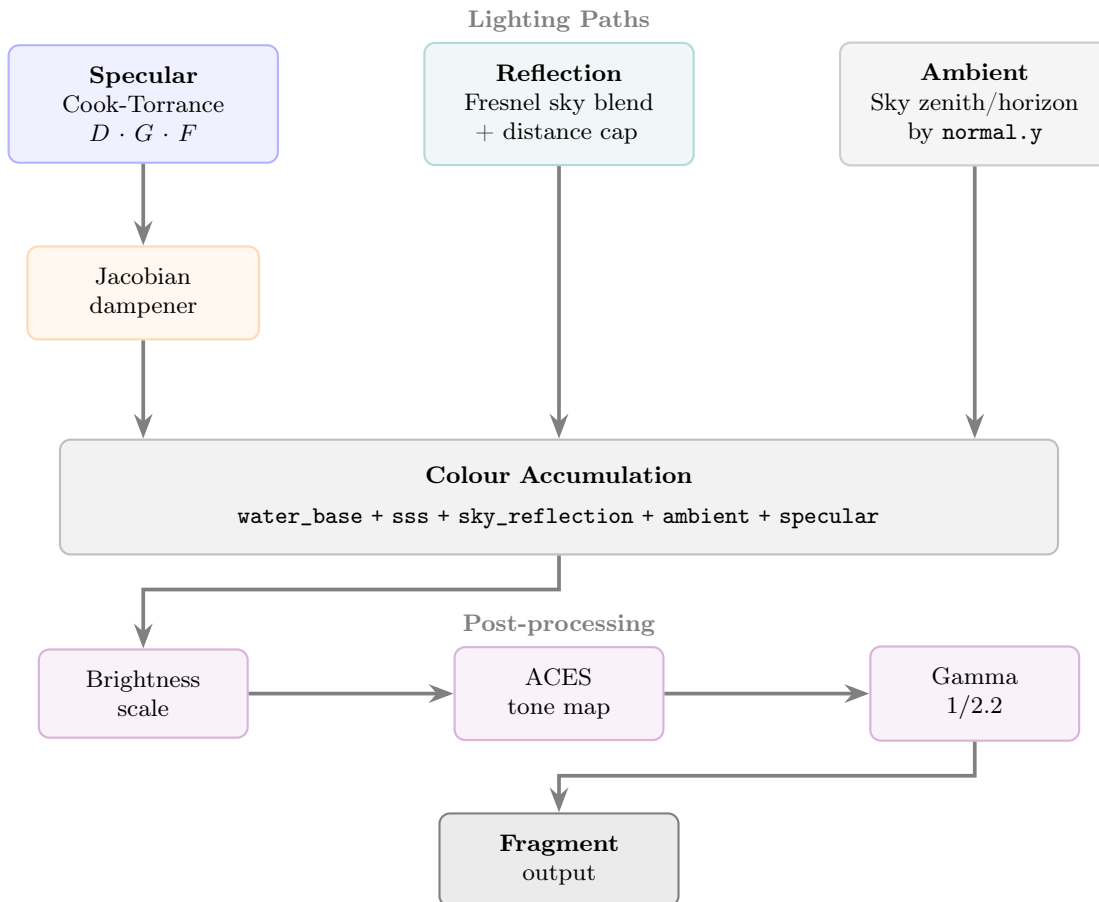 Lighting Paths
Specular
Cook-Torrance
D · G · F
Reflection
Fresnel sky blend
+ distance cap
Ambient
Sky zenith/horizon
by normal.y
Jacobian
dampener
Colour Accumulation
water_base + sss + sky_reflection + ambient + specular
Post-processing
Brightness
scale
ACES
tone map
Gamma
1/2.2
Fragment
output